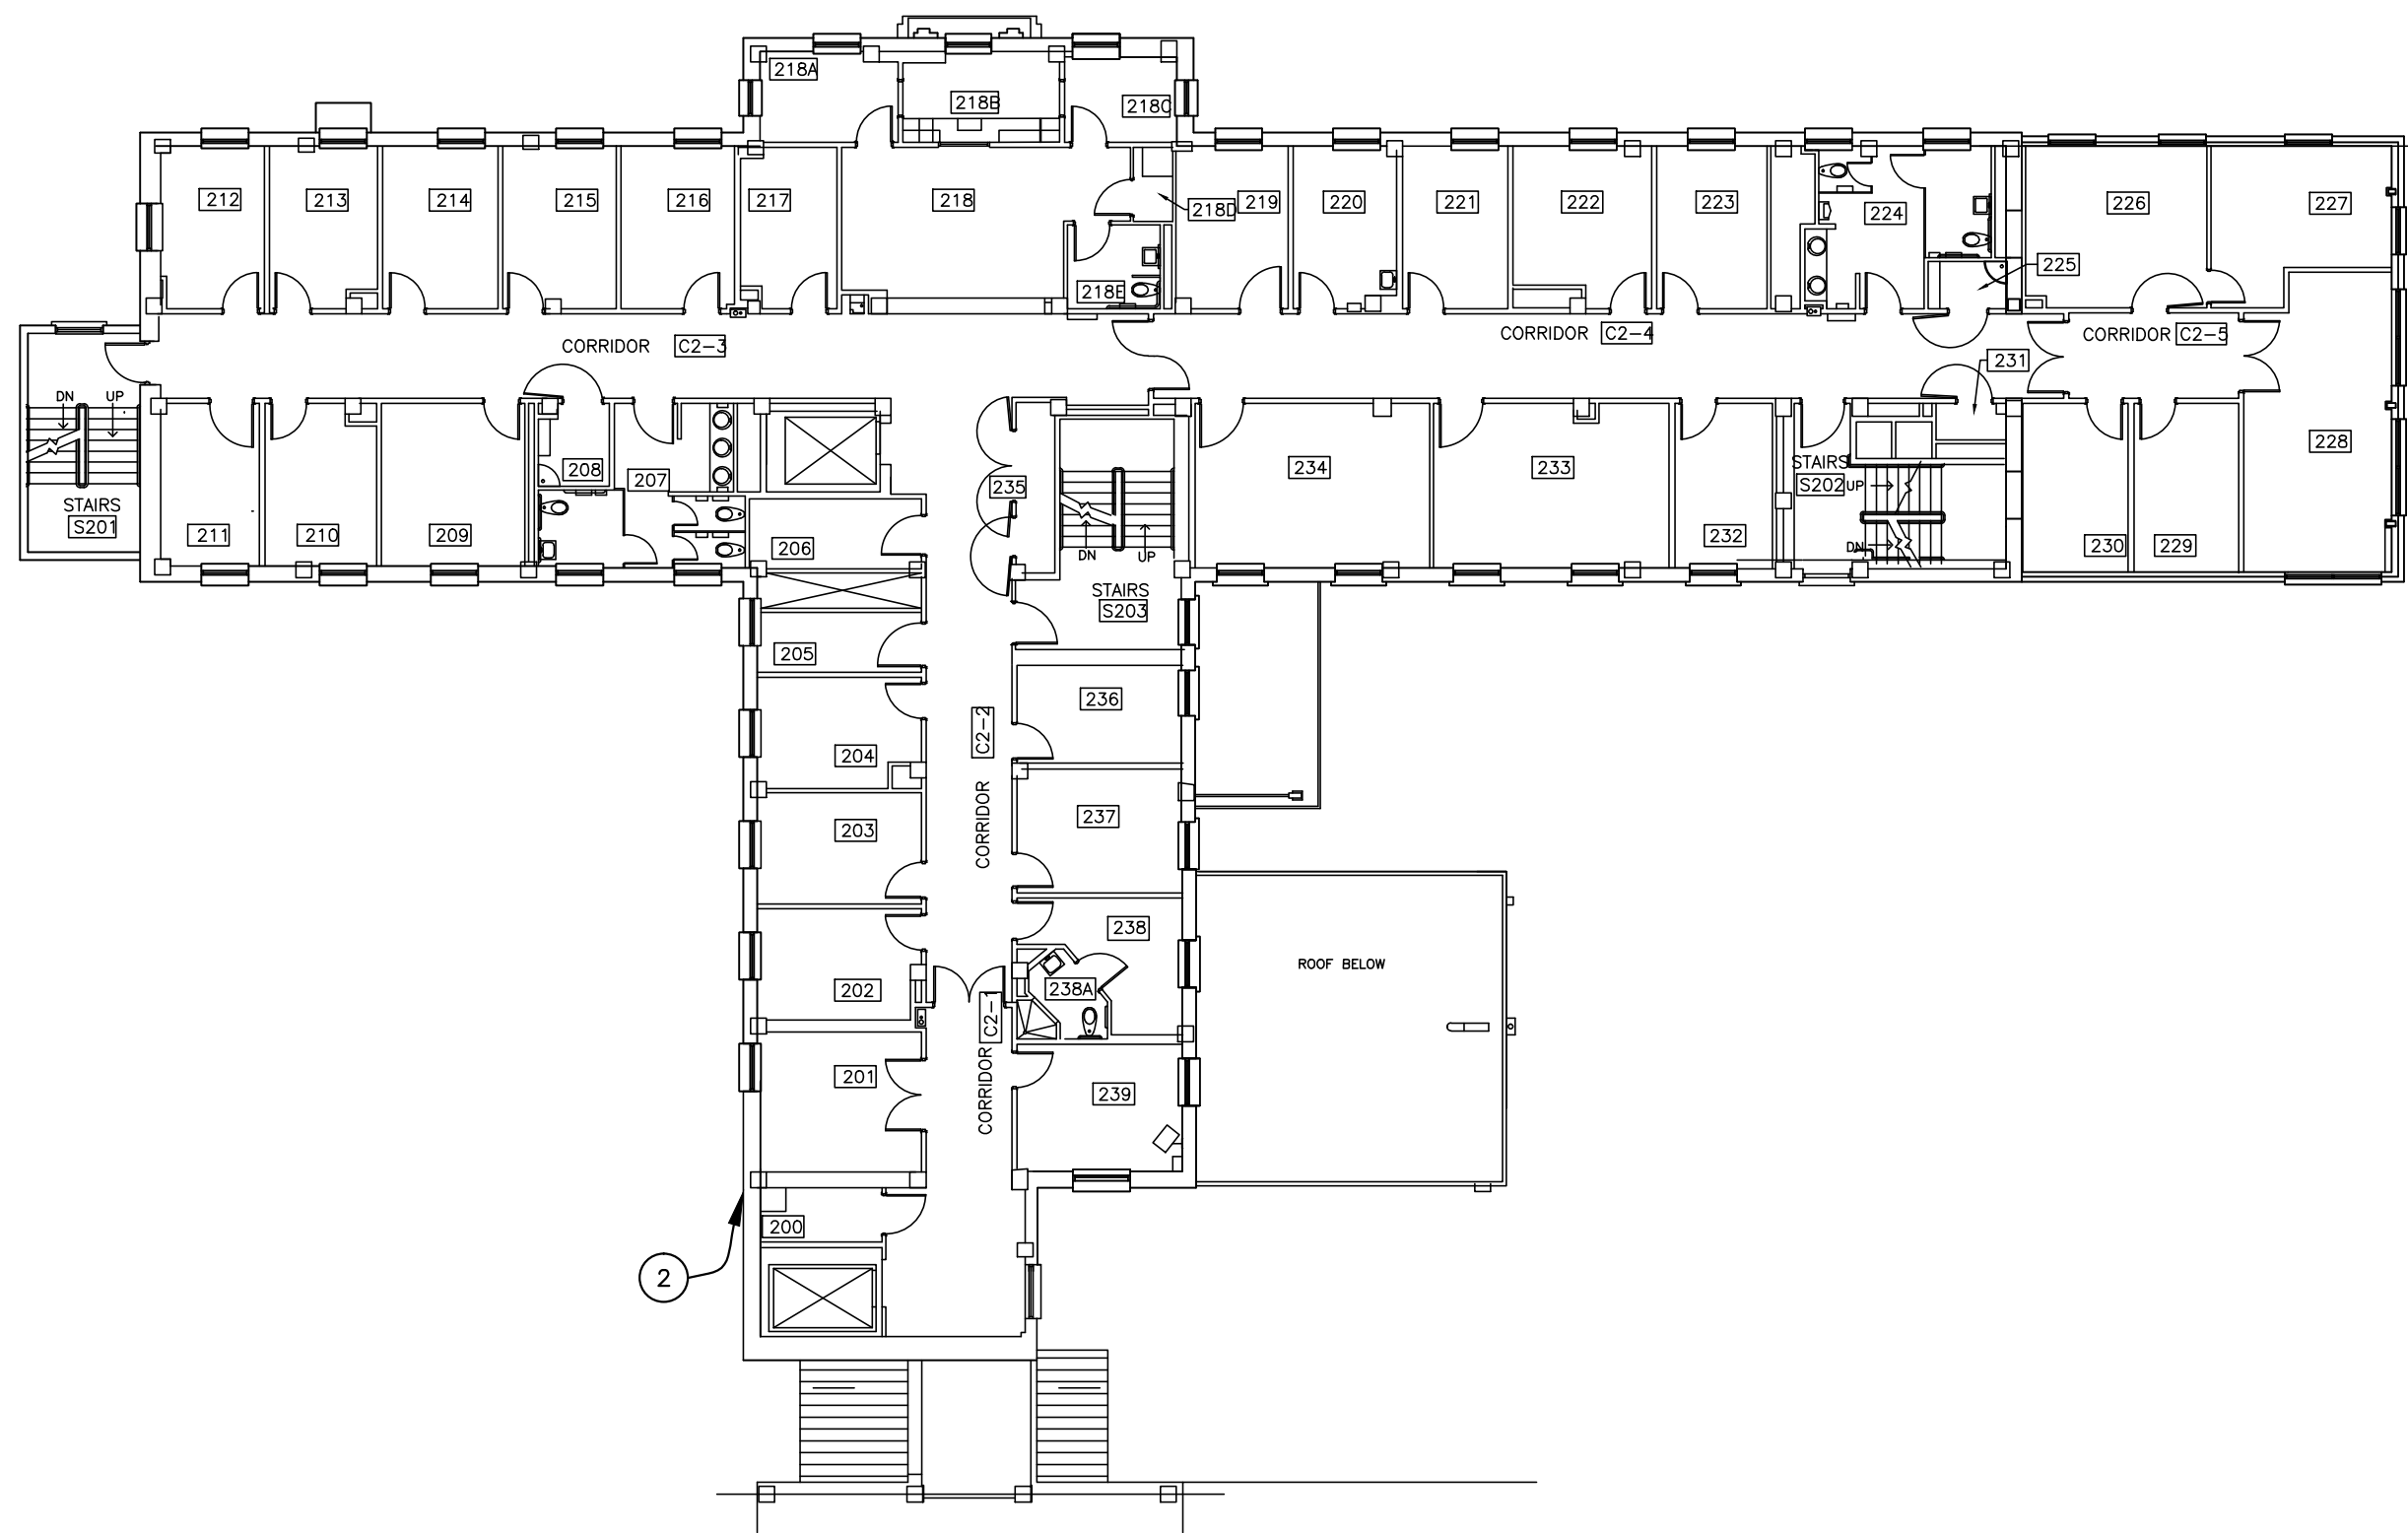 218A
218B
218C
212
213
214
215
216
217
218
218D
219
220
221
222
223
224
226
227
225
218E
CORRIDOR C2-3
CORRIDOR C2-4
CORRIDOR C2-5
231
DN
UP
STAIRS
S201
211
210
209
208
207
206
235
DN
UP
STAIRS
S203
234
233
232
STAIRS
S202
UP
DN
230
229
228
205
204
203
202
201
200
CORRIDOR C2-2
236
237
238
238A
CORRIDOR C2-1
239
ROOF BELOW
2